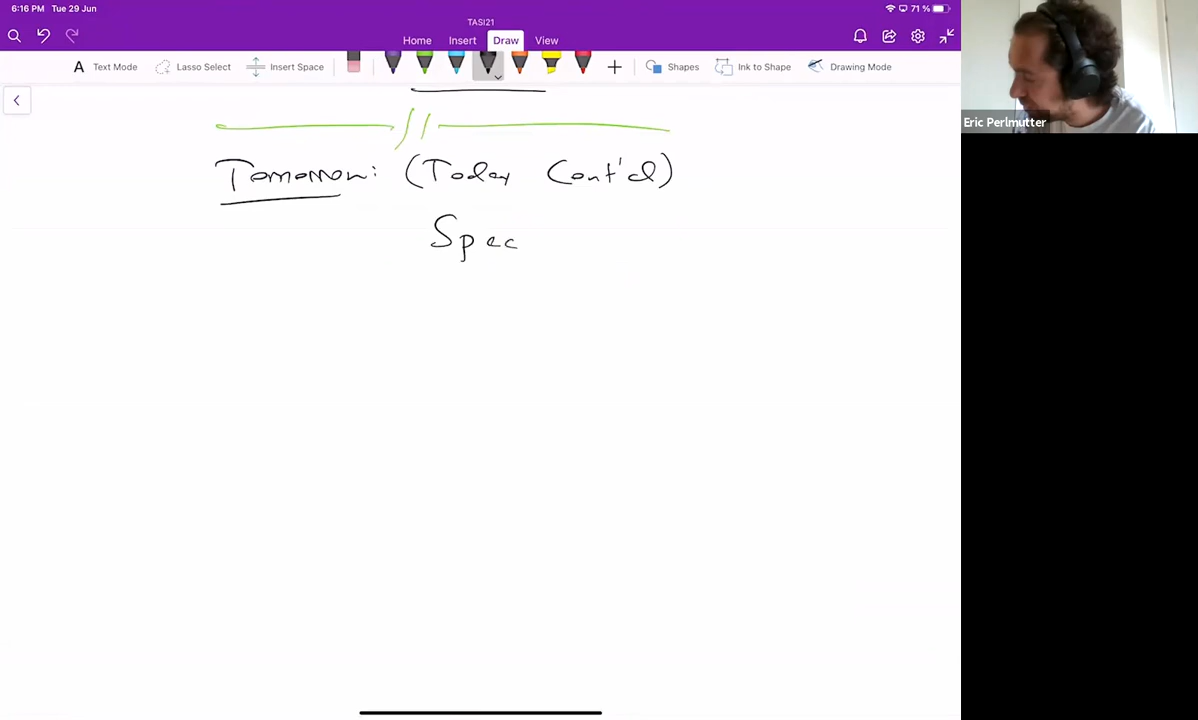 6:16 PM Tue 29 Jun
71 %
TASI21
Home Insert Draw View
A Text Mode Lasso Select Insert Space Shapes Ink to Shape Drawing Mode
Eric Perlmutter
Tomorrow: (Today Cont'd)
Spec